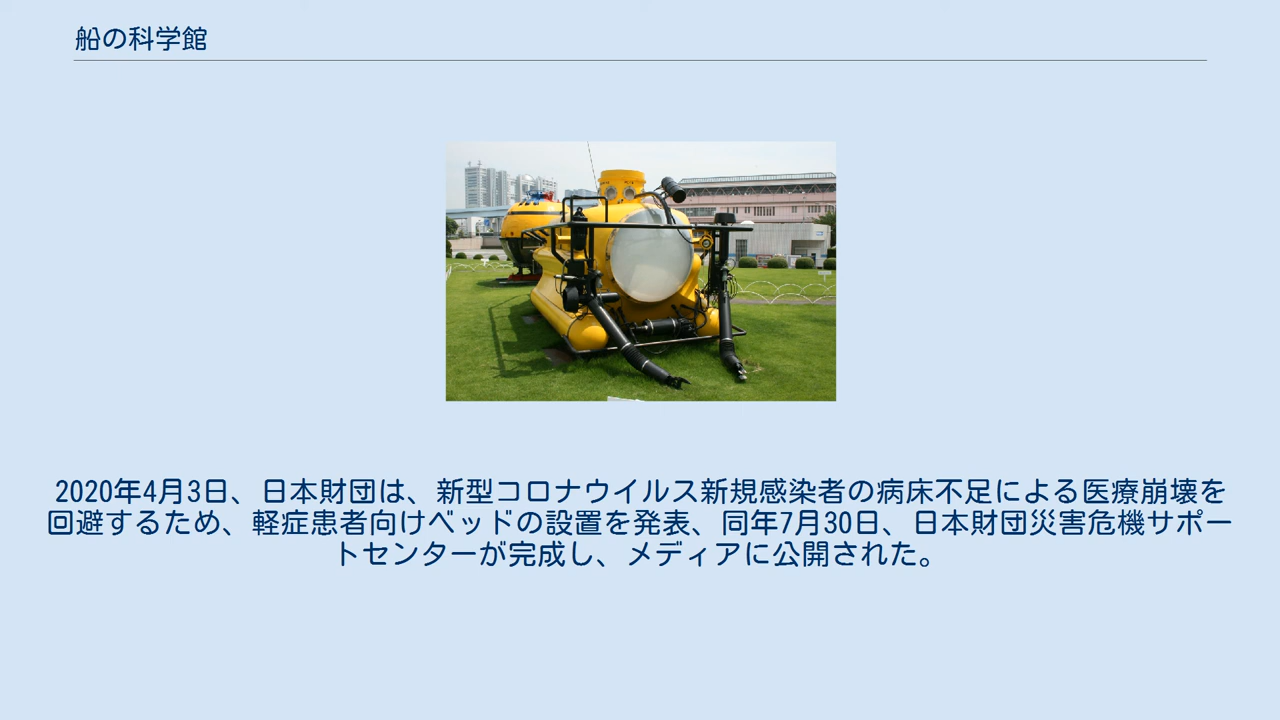 船の科学館
2020年4月3日、日本財団は、新型コロナウイルス新規感染者の病床不足による医療崩壊を
回避するため、軽症患者向けベッドの設置を発表、同年7月30日、日本財団災害危機サポー
トセンターが完成し、メディアに公開された。